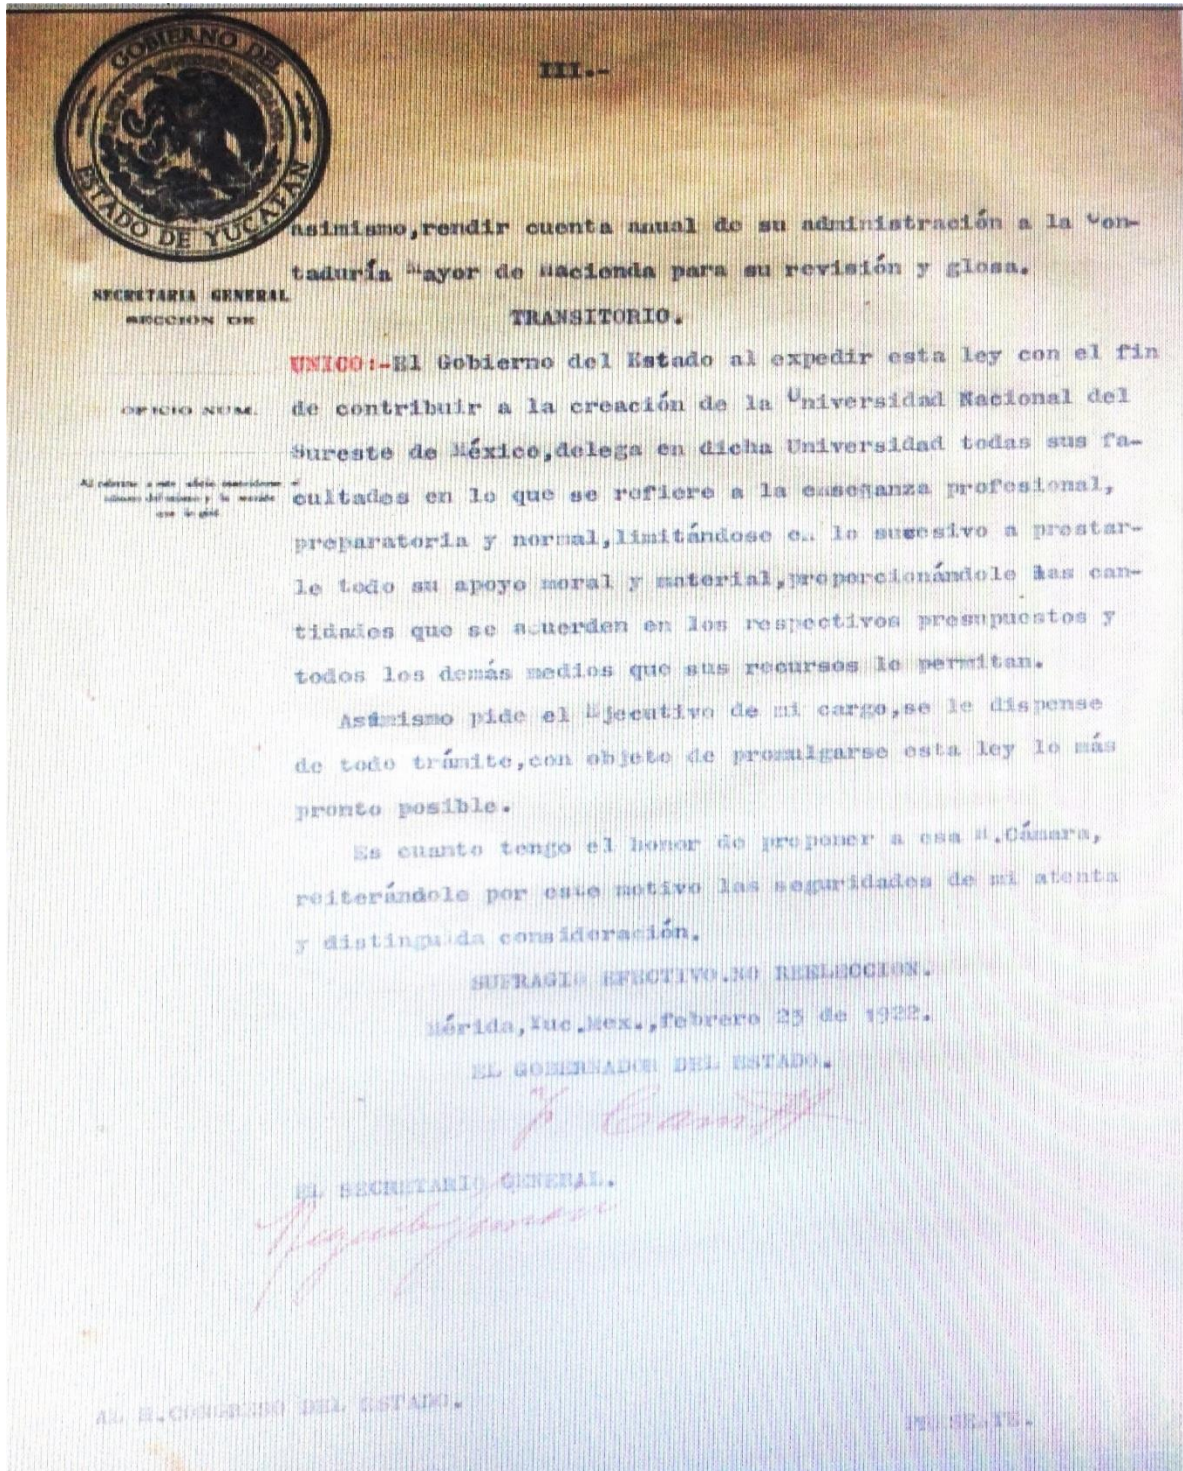 GOBIERNO DEL
ESTADO DE YUCATÁN
III.-
asimismo,rendir cuenta anual de su administración a la Con-
taduría Mayor de Hacienda para su revisión y glosa.
SECRETARIA GENERAL
SECCION DE
TRANSITORIO.
UNICO:-El Gobierno del Estado al expedir esta ley con el fin
OFICIO NUM.
de contribuir a la creación de la Universidad Nacional del
Sureste de México,delega en dicha Universidad todas sus fa-
Al referirse a este oficio
cultades en lo que se refiere a la enseñanza profesional,
preparatoria y normal,limitándose lo sucesivo a prestar-
le todo su apoyo moral y material,proporcionándole las can-
tidades que se acuerden en los respectivos presupuestos y
todos los demás medios que sus recursos le permitan.
Asimismo pide el Ejecutivo de mi cargo,se le dispense
de todo trámite,con objeto de promulgarse esta ley lo más
pronto posible.
Es cuanto tengo el honor de proponer a esa H.Cámara,
reiterándole por este motivo las seguridades de mi atenta
y distinguida consideración.
SUFRAGIO EFECTIVO.NO REELECCION.
Mérida,Yuc.Mex.,febrero 25 de 1922.
EL GOBERNADOR DEL ESTADO.
EL SECRETARIO GENERAL.
AL H.CONGRESO DEL ESTADO.